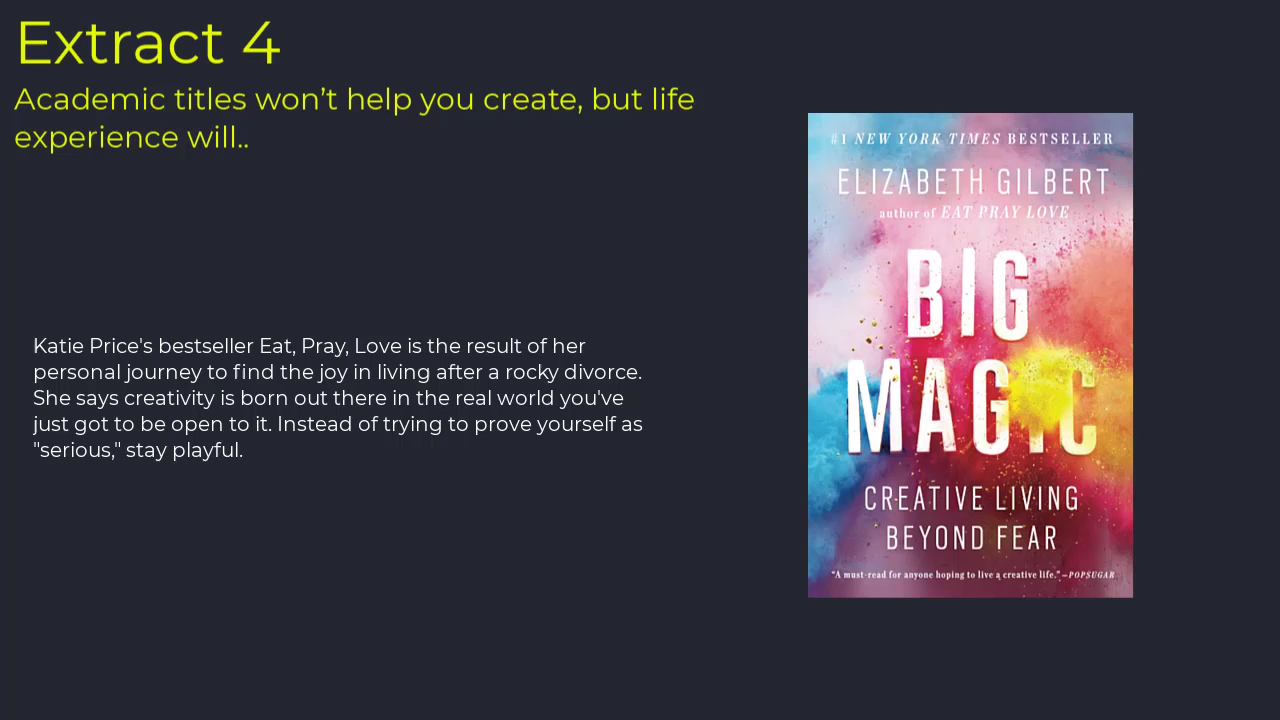 Extract 4
Academic titles won’t help you create, but life
experience will..
Katie Price's bestseller Eat, Pray, Love is the result of her
personal journey to find the joy in living after a rocky divorce.
She says creativity is born out there in the real world you've
just got to be open to it. Instead of trying to prove yourself as
"serious," stay playful.
#1 NEW YORK TIMES BESTSELLER
ELIZABETH GILBERT
author of EAT PRAY LOVE
BIG
MAGIC
CREATIVE LIVING
BEYOND FEAR
“A must-read for anyone hoping to live a creative life.” —POPSUGAR